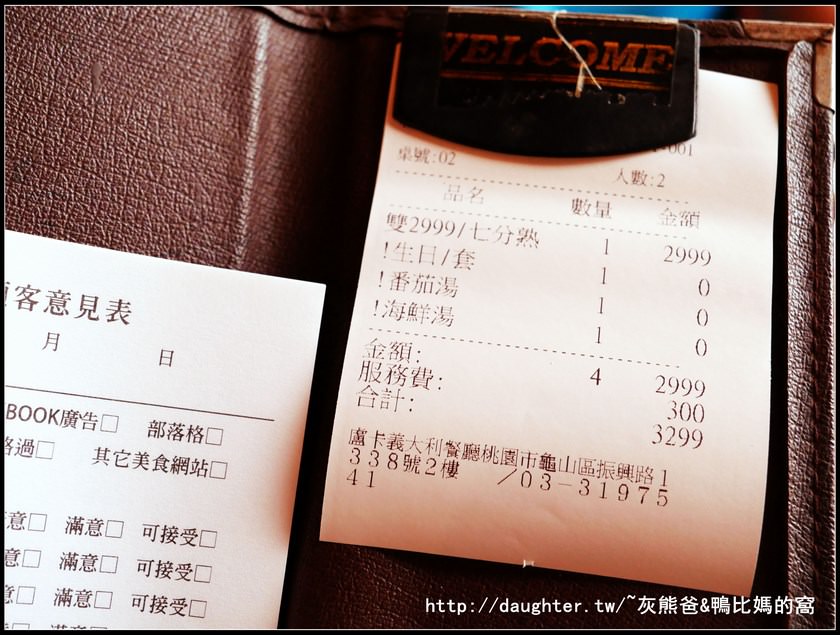 WELCOME
桌號:02
人數:2
品名 數量 金額
雙2999/七分熟 1 2999
!生日/套 1 0
!番茄湯 1 0
!海鮮湯 1 0
金額: 4 2999
服務費: 300
合計: 3299
盧卡義大利餐廳桃園市龜山區振興路1
338號2樓 /03-31975
41
客意見表
月 日
BOOK廣告□ 部落格□
過□ 其它美食網站□
意□ 滿意□ 可接受□
意□ 滿意□ 可接受□
意□ 滿意□ 可接受□
http://daughter.tw/~灰熊爸&鴨比媽的窩